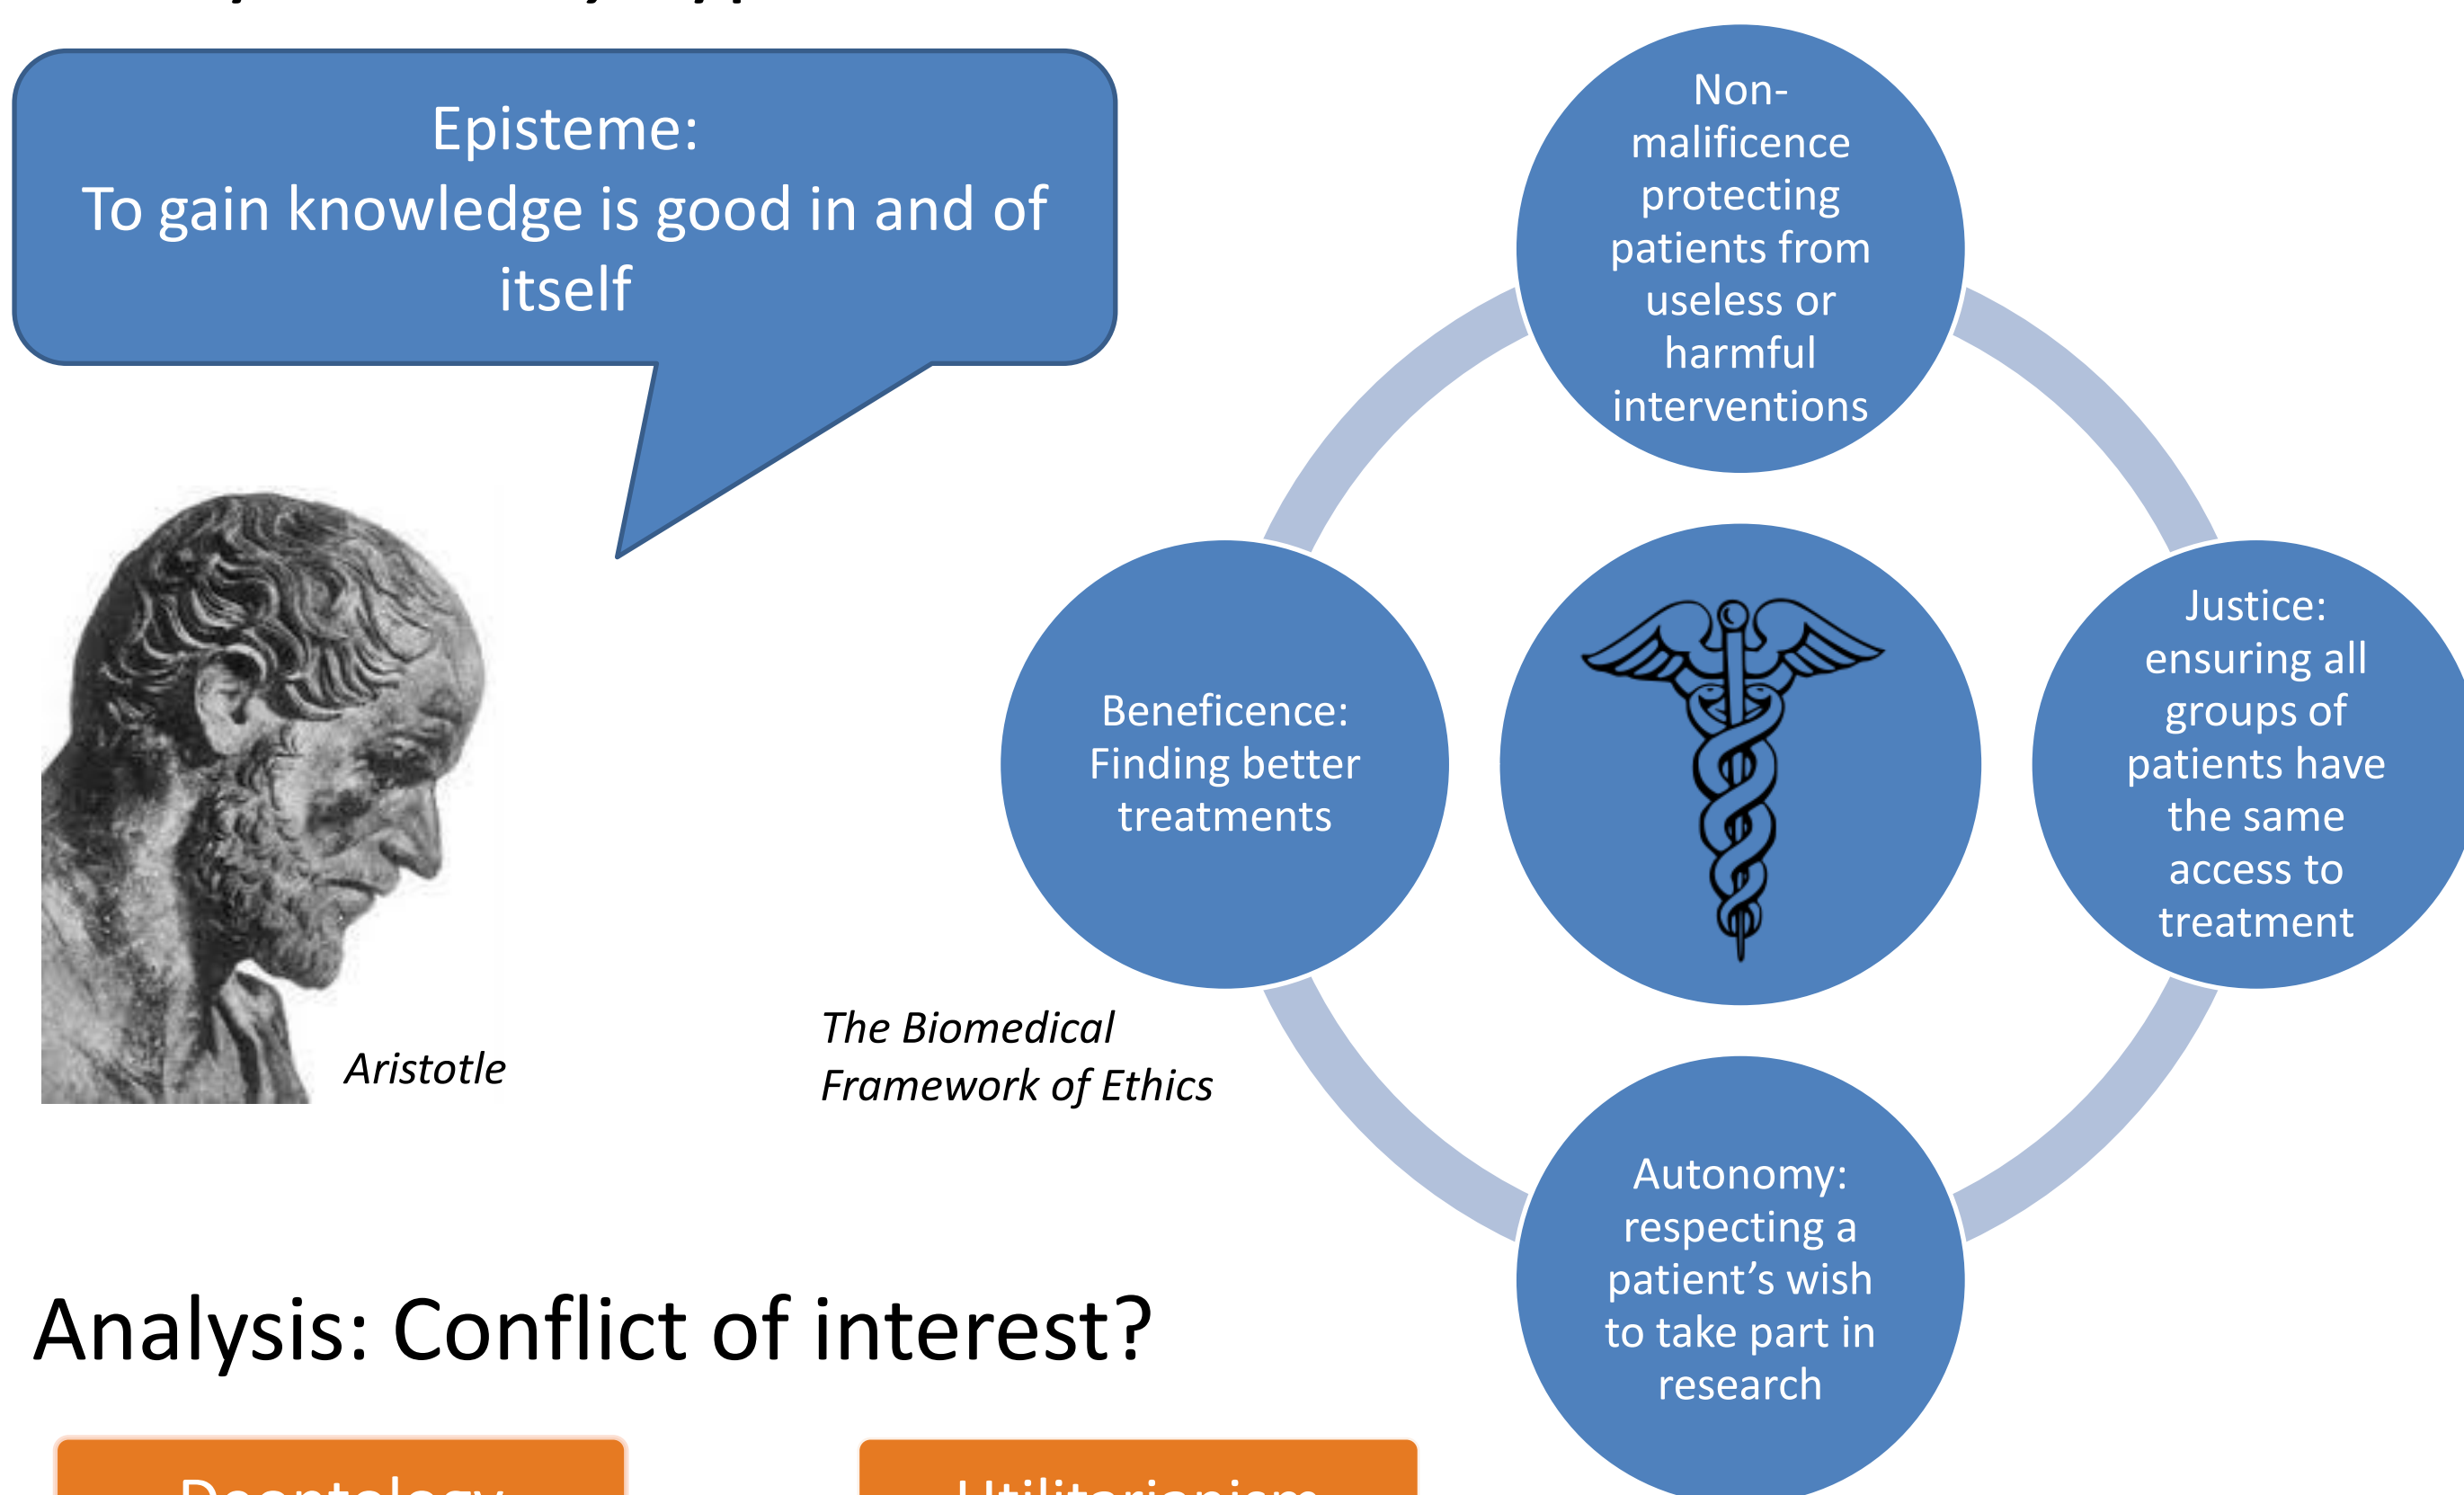 Episteme:
To gain knowledge is good in and of
itself
Non-
malificence
protecting
patients from
useless or
harmful
interventions
Beneficence:
Finding better
treatments
Justice:
ensuring all
groups of
patients have
the same
access to
treatment
Aristotle
The Biomedical
Framework of Ethics
Autonomy:
respecting a
patient’s wish
to take part in
research
Analysis: Conflict of interest?
Deontology
Utilitarianism